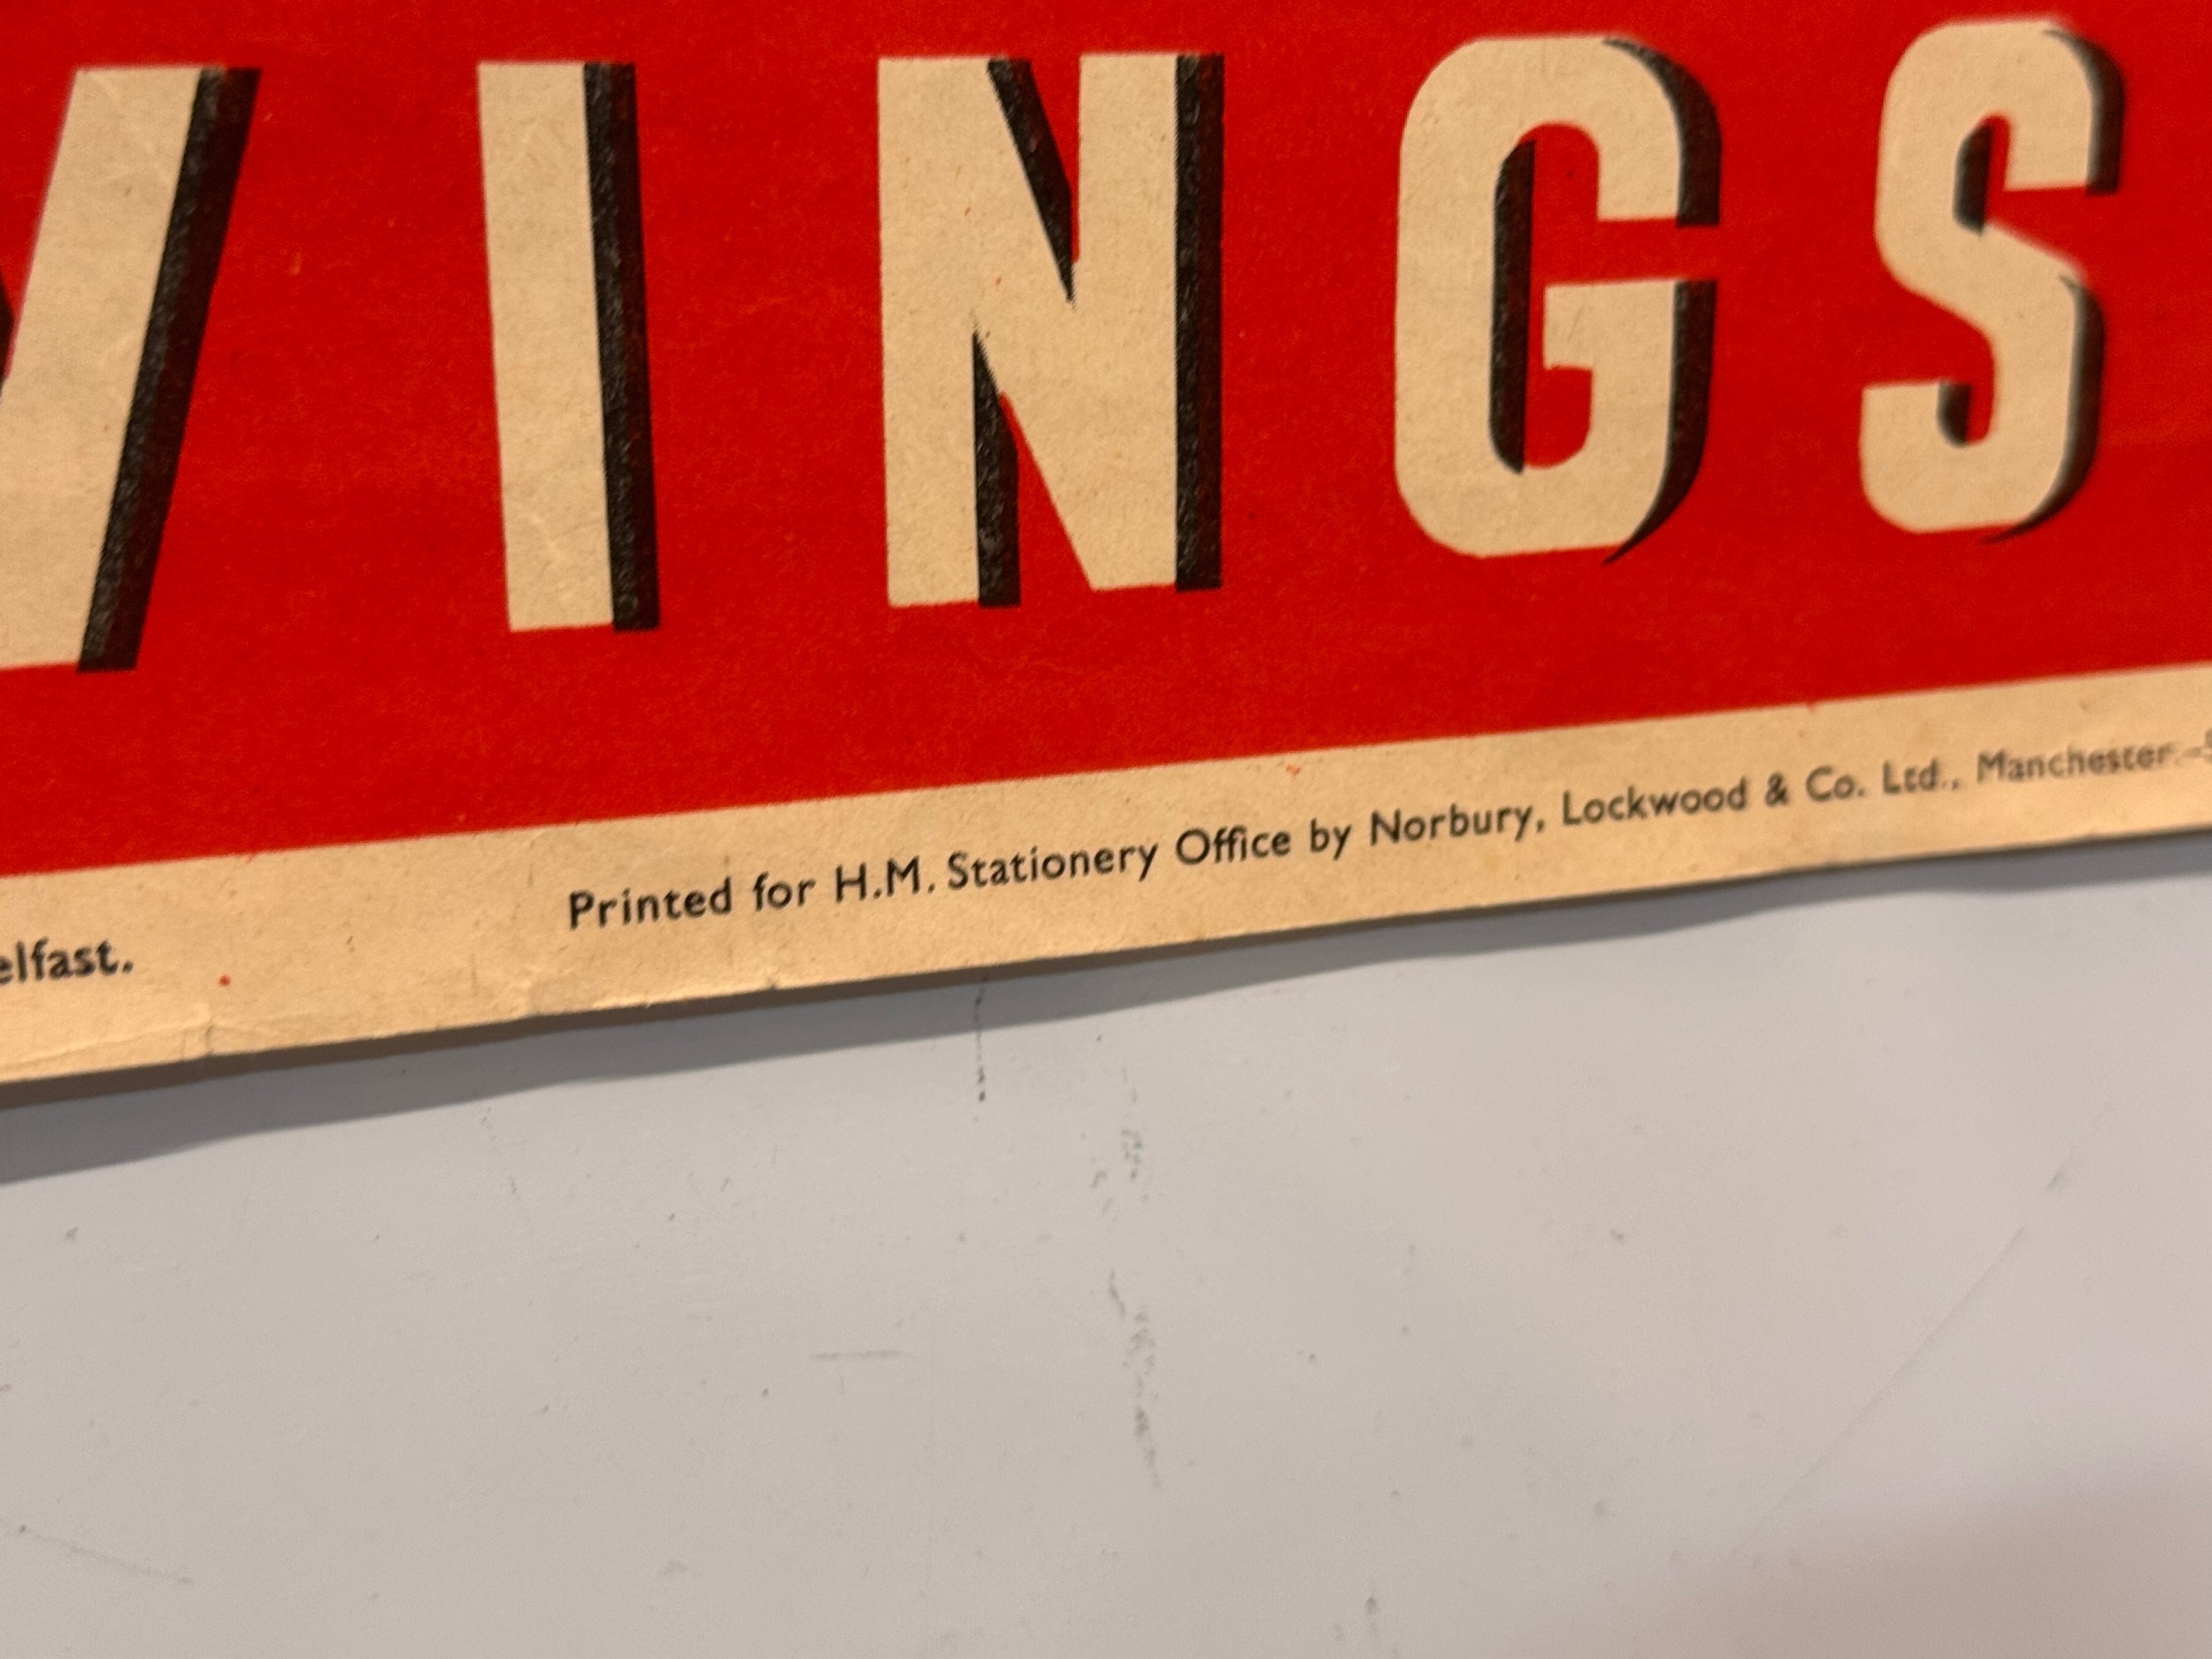 VINGS
elfast.
Printed for H.M. Stationery Office by Norbury, Lockwood & Co. Ltd., Manchester.—